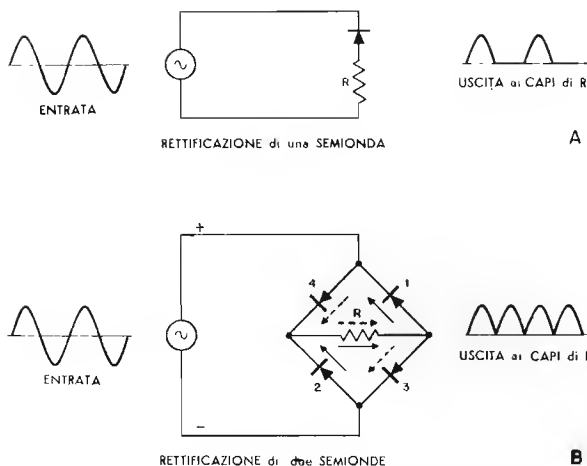 R
ENTRATA
USCITA ai CAPI di R
RETTIFICAZIONE di una SEMIONDA
A
+
4
1
R
2
3
ENTRATA
USCITA ai CAPI di
–
RETTIFICAZIONE di due SEMIONDE
B